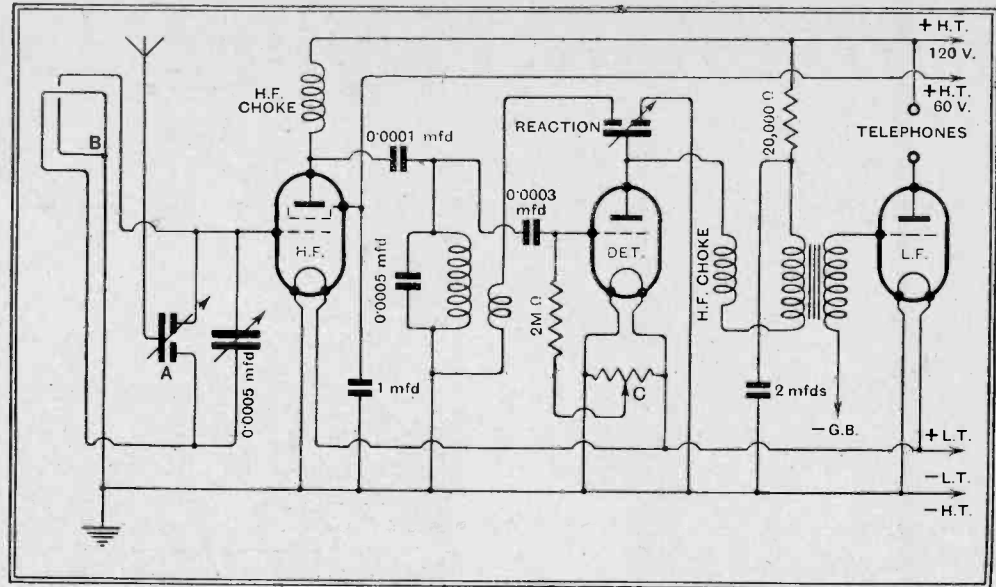 + H.T.
120 V.
+ H.T.
60 V.
H.F.
CHOKE
0·0001 mfd
REACTION
20,000 Ω
TELEPHONES
B
0·0003
mfd
H.F.
DET.
L.F.
0·0005 mfd
H.F. CHOKE
2M Ω
A
0·0005 mfd
1 mfd
C
2 mfds
– G.B.
+ L.T.
– L.T.
– H.T.